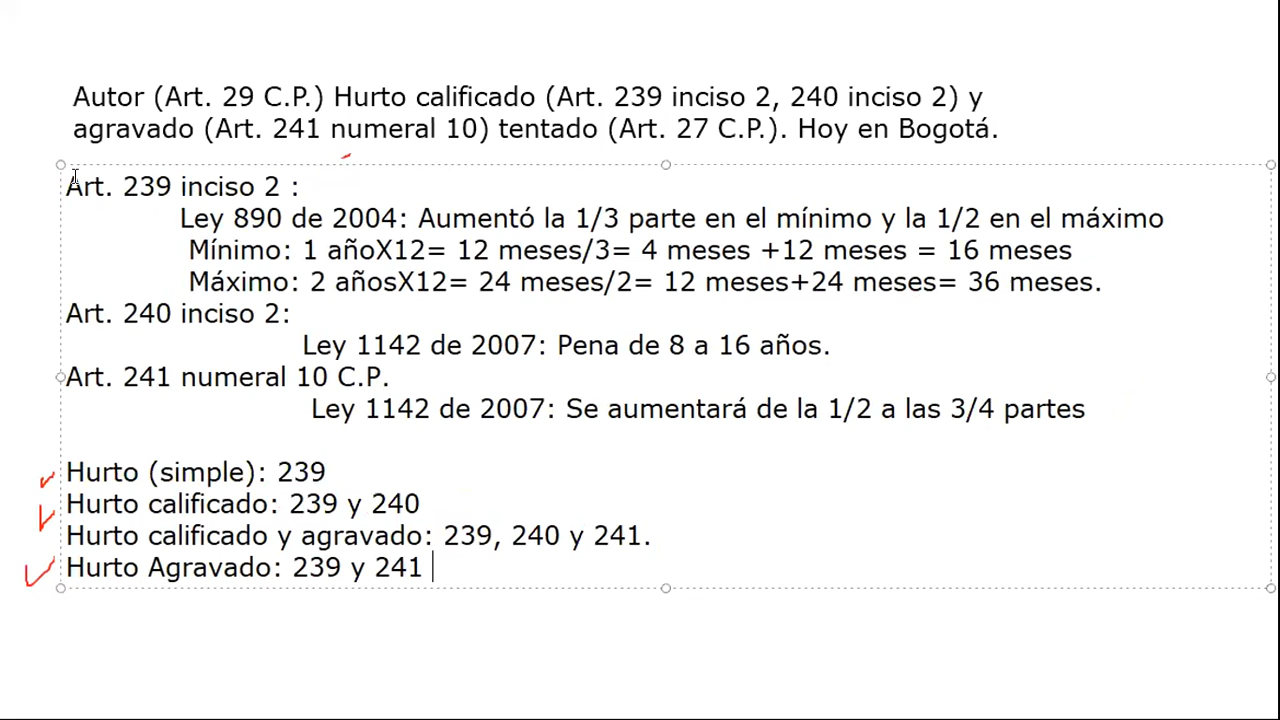 Autor (Art. 29 C.P.) Hurto calificado (Art. 239 inciso 2, 240 inciso 2) y
agravado (Art. 241 numeral 10) tentado (Art. 27 C.P.). Hoy en Bogotá.
Art. 239 inciso 2 :
Ley 890 de 2004: Aumentó la 1/3 parte en el mínimo y la 1/2 en el máximo
Mínimo: 1 añoX12= 12 meses/3= 4 meses +12 meses = 16 meses
Máximo: 2 añosX12= 24 meses/2= 12 meses+24 meses= 36 meses.
Art. 240 inciso 2:
Ley 1142 de 2007: Pena de 8 a 16 años.
Art. 241 numeral 10 C.P.
Ley 1142 de 2007: Se aumentará de la 1/2 a las 3/4 partes
Hurto (simple): 239
Hurto calificado: 239 y 240
Hurto calificado y agravado: 239, 240 y 241.
Hurto Agravado: 239 y 241